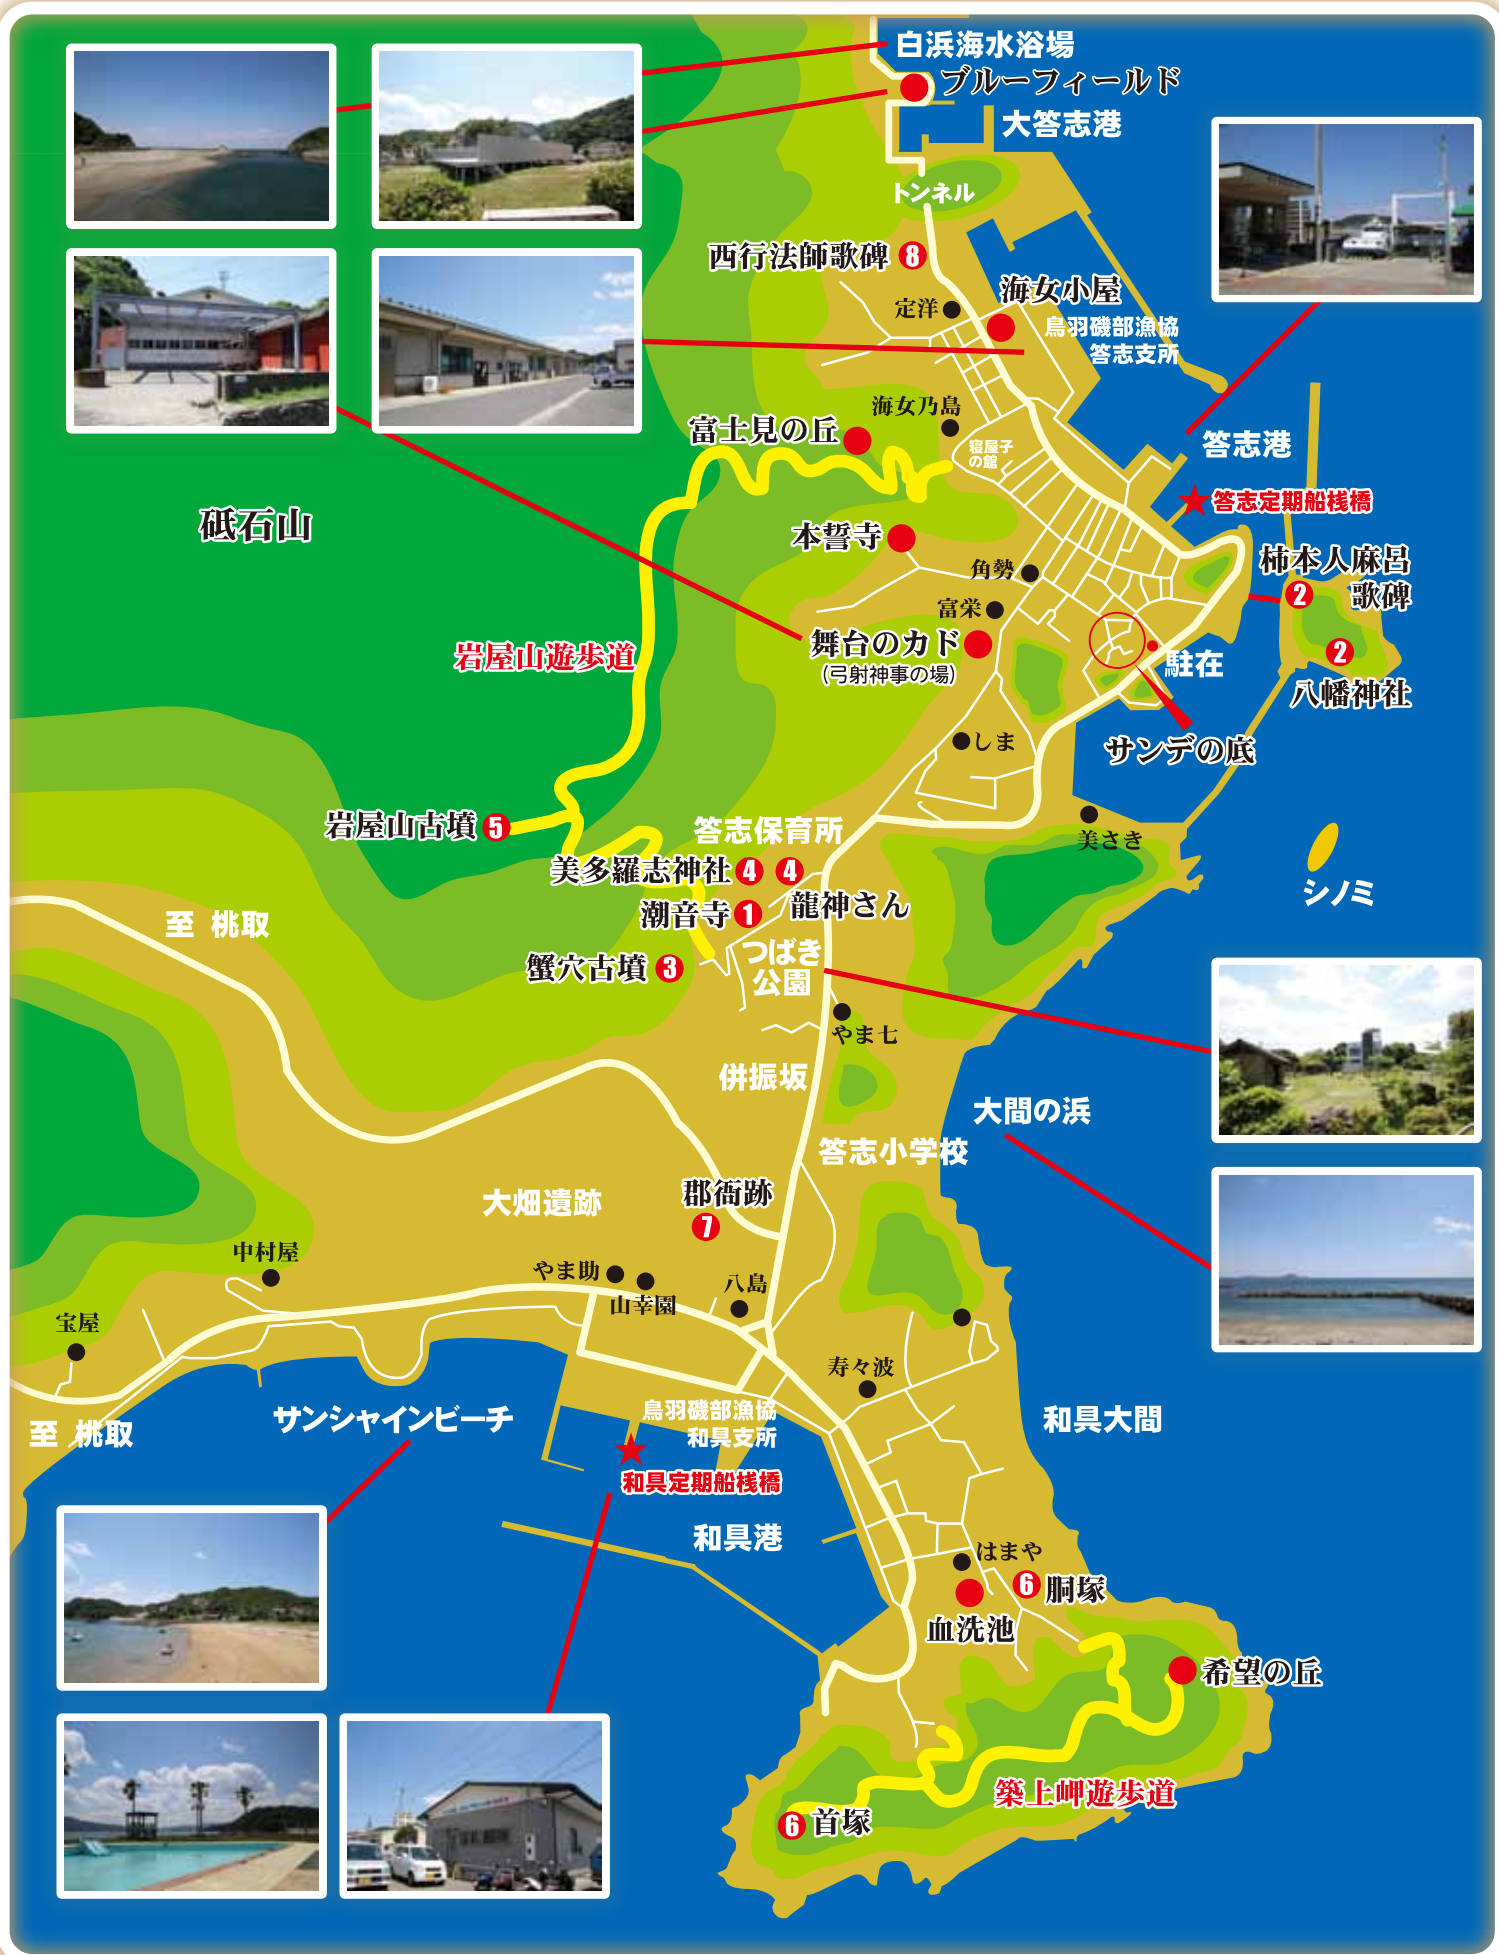 白浜海水浴場
ブルーフィールド
大答志港
トンネル
西行法師歌碑 8
海女小屋
定洋
鳥羽磯部漁協
答志支所
海女乃島
富士見の丘
寝屋子
の館
答志港
答志定期船桟橋
砥石山
本誓寺
角勢
柿本人麻呂
2 歌碑
富栄
舞台のカド
(弓射神事の場)
岩屋山遊歩道
駐在
2
八幡神社
しま
サンデの底
岩屋山古墳 5
答志保育所
美さき
美多羅志神社 4
4
龍神さん
シノミ
潮音寺 1
至 桃取
つばき
公園
蟹穴古墳 3
やま七
併振坂
大間の浜
答志小学校
大畑遺跡
郡衙跡
7
中村屋
やま助
山幸園
八島
宝屋
寿々波
至 桃取
サンシャインビーチ
鳥羽磯部漁協
和具支所
和具大間
和具定期船桟橋
和具港
はまや
6 胴塚
血洗池
希望の丘
築上岬遊歩道
6 首塚